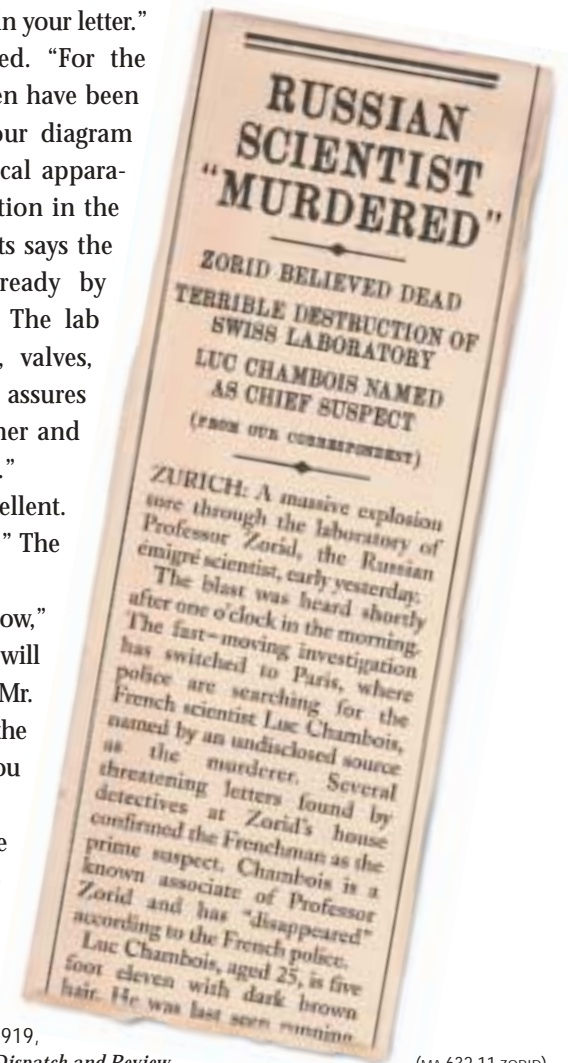 in your letter.”
ed. “For the
en have been
our diagram
cal appara-
tion in the
ts says the
ready by
The lab
, valves,
assures
her and
.”
ellent.
” The
ow,”
will
Mr.
the
ou
e
RUSSIAN
SCIENTIST
“MURDERED”
ZORID BELIEVED DEAD
TERRIBLE DESTRUCTION OF
SWISS LABORATORY
LUC CHAMBOIS NAMED
AS CHIEF SUSPECT
(FROM OUR CORRESPONDENT)
ZURICH: A massive explosion
tore through the laboratory of
Professor Zorid, the Russian
émigré scientist, early yesterday.
The blast was heard shortly
after one o’clock in the morning.
The fast-moving investigation
has switched to Paris, where
police are searching for the
French scientist Luc Chambois,
named by an undisclosed source
as the murderer. Several
threatening letters found by
detectives at Zorid’s house
confirmed the Frenchman as the
prime suspect. Chambois is a
known associate of Professor
Zorid and has “disappeared”
according to the French police.
Luc Chambois, aged 25, is five
foot eleven with dark brown
hair. He was last seen running
919,
Dispatch and Review
(MA 632.11 ZORID)